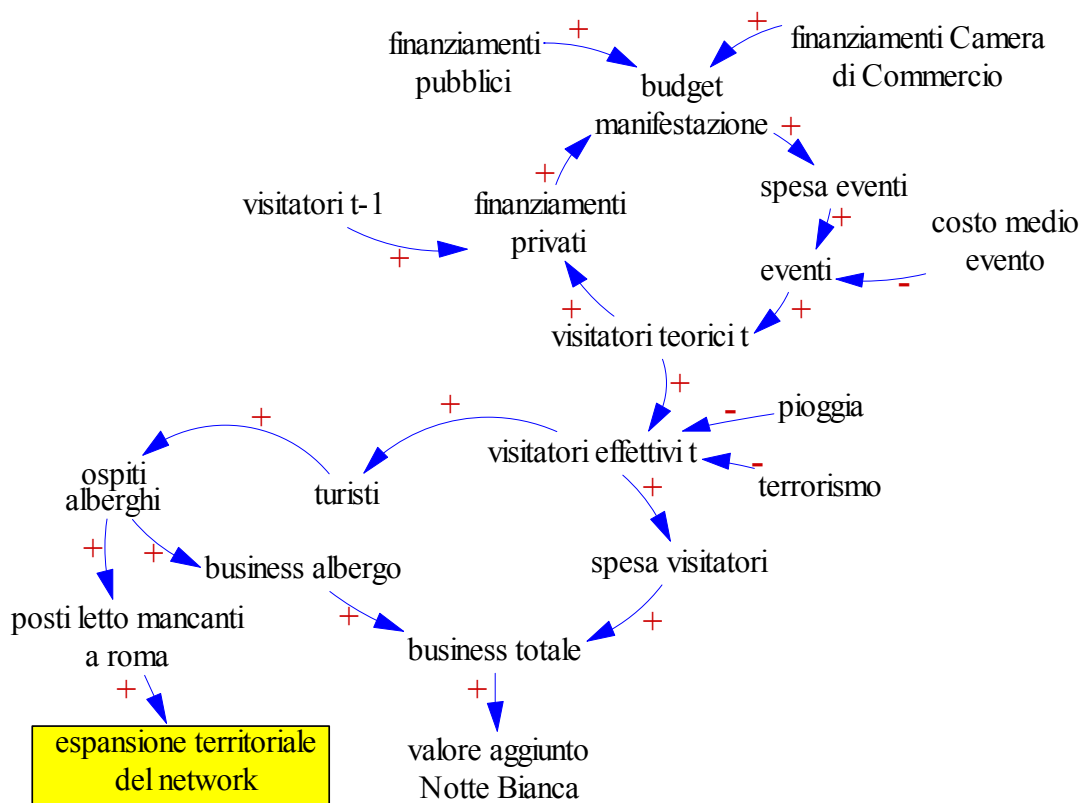 finanziamenti
pubblici
+
+
finanziamenti Camera
di Commercio
budget
manifestazione
+
+
spesa eventi
visitatori t-1
finanziamenti
privati
+
+
costo medio
evento
eventi
-
+
+
visitatori teorici t
+
-
pioggia
+
+
visitatori effettivi t
-
terrorismo
ospiti
alberghi
turisti
+
+
+
business albergo
spesa visitatori
posti letto mancanti
a roma
+
+
business totale
+
+
espansione territoriale
del network
valore aggiunto
Notte Bianca